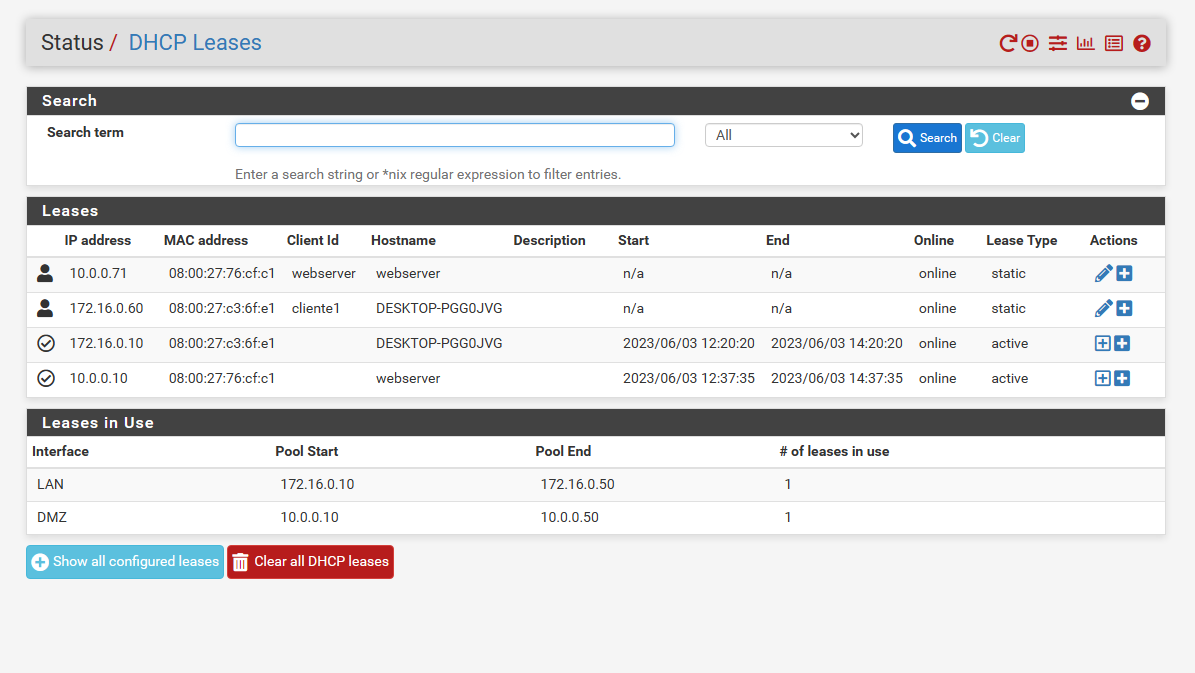 Status / DHCP Leases
Search
Search term All Search Clear
Enter a search string or *nix regular expression to filter entries.
Leases
IP address MAC address Client Id Hostname Description Start End Online Lease Type Actions
10.0.0.71 08:00:27:76:cf:c1 webserver webserver n/a n/a online static
172.16.0.60 08:00:27:c3:6f:e1 cliente1 DESKTOP-PGG0JVG n/a n/a online static
172.16.0.10 08:00:27:c3:6f:e1 DESKTOP-PGG0JVG 2023/06/03 12:20:20 2023/06/03 14:20:20 online active
10.0.0.10 08:00:27:76:cf:c1 webserver 2023/06/03 12:37:35 2023/06/03 14:37:35 online active
Leases in Use
Interface Pool Start Pool End # of leases in use
LAN 172.16.0.10 172.16.0.50 1
DMZ 10.0.0.10 10.0.0.50 1
Show all configured leases Clear all DHCP leases